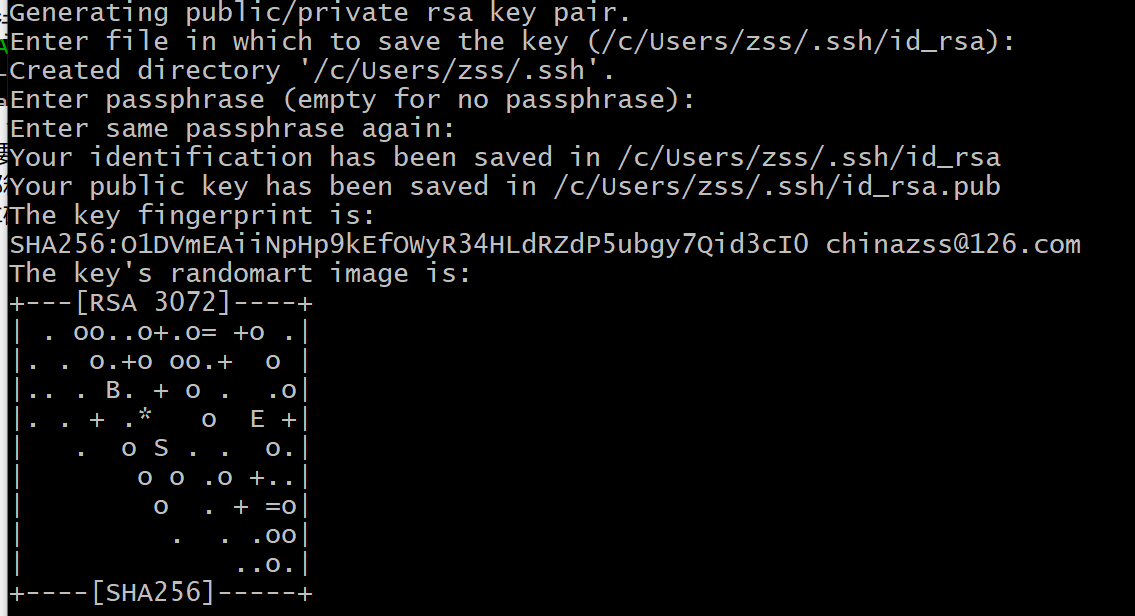 Generating public/private rsa key pair.
Enter file in which to save the key (/c/Users/zss/.ssh/id_rsa):
Created directory '/c/Users/zss/.ssh'.
Enter passphrase (empty for no passphrase):
Enter same passphrase again:
Your identification has been saved in /c/Users/zss/.ssh/id_rsa
Your public key has been saved in /c/Users/zss/.ssh/id_rsa.pub
The key fingerprint is:
SHA256:O1DVmEAiiNpHp9kEfOWyR34HLdRZdP5ubgy7Qid3cI0 chinazss@126.com
The key's randomart image is:
+---[RSA 3072]----+
| . oo..o+.o= +o .|
|. . o.+o oo.+  o |
|.. . B. + o .  .o|
|. . + .*   o  E +|
|    .  o S . .  o.|
|        o o .o +..|
|         o  . + =o|
|          .  . .oo|
|              ..o.|
+----[SHA256]-----+